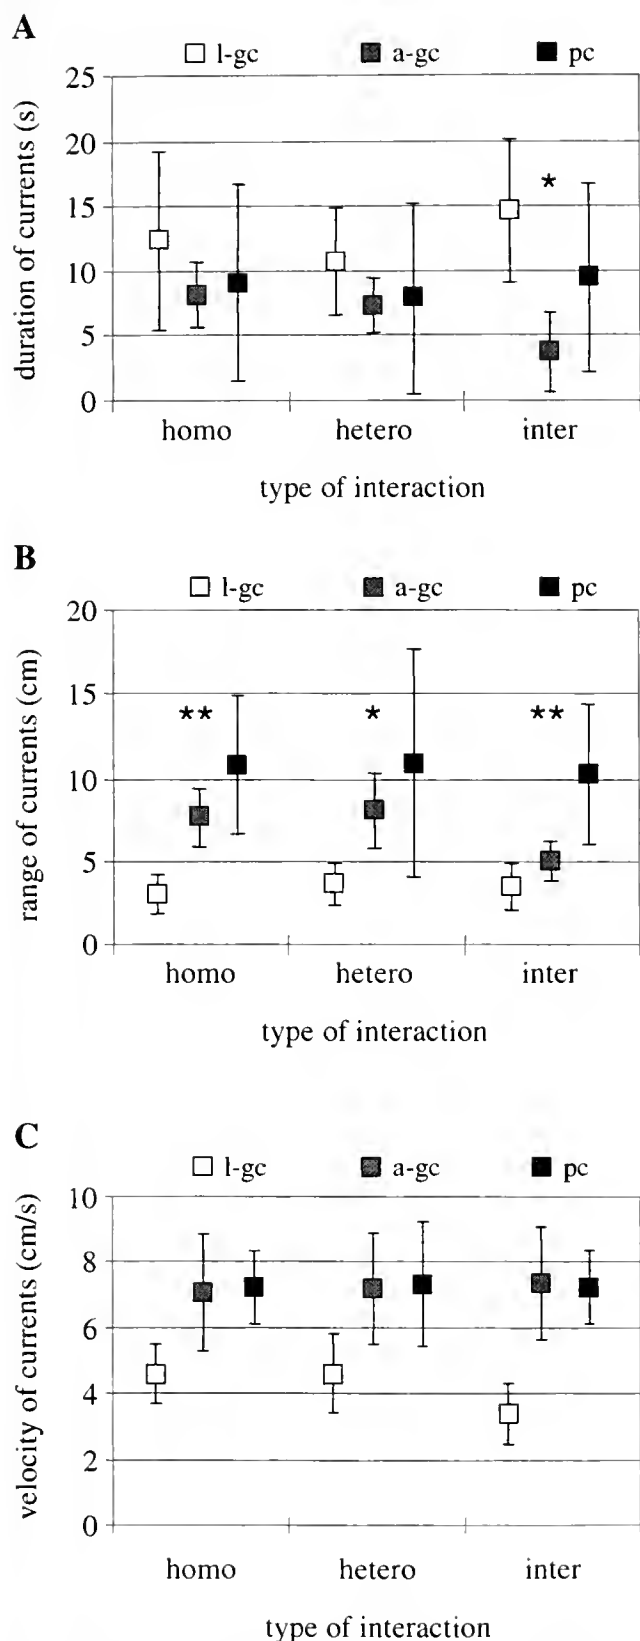 A
l-gc a-gc pc
duration of currents (s)
25
20
15
10
5
0
*
homo hetero inter
type of interaction
B
l-gc a-gc pc
range of currents (cm)
20
15
10
5
0
** * **
homo hetero inter
type of interaction
C
l-gc a-gc pc
velocity of currents (cm/s)
10
8
6
4
2
0
homo hetero inter
type of interaction